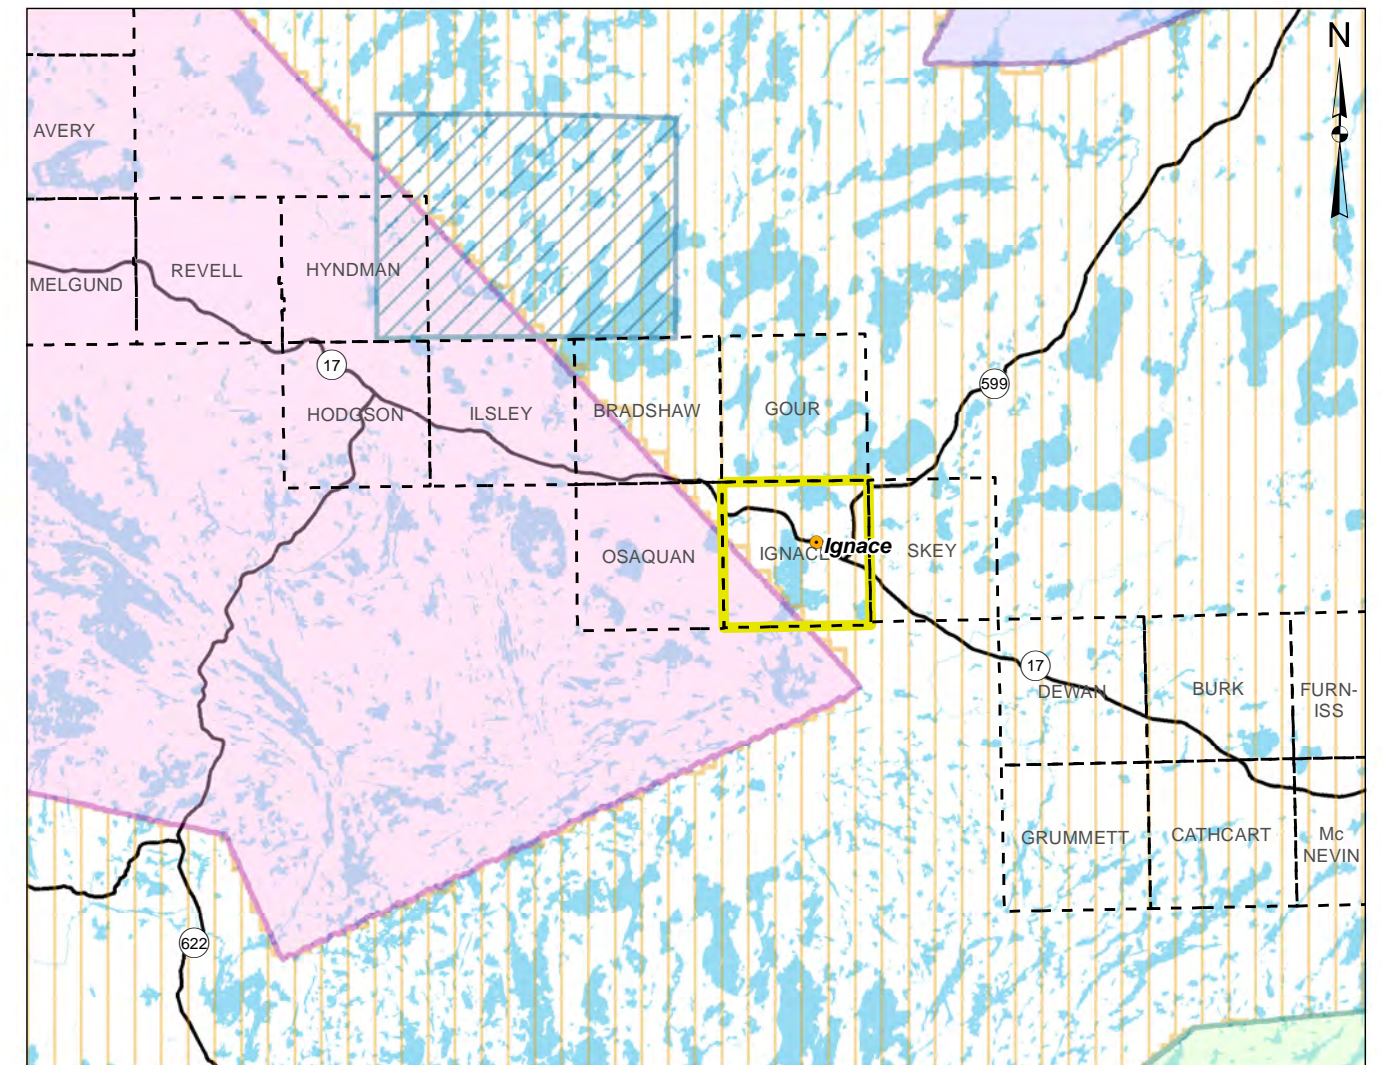 N
AVERY
REVELL
HYNDMAN
MELGUND
17
599
HODGSON
ILSLEY
BRADSHAW
GOUR
OSAQUAN
IGNACE
Ignace
SKEY
17
DEWAN
BURK
FURN-
ISS
GRUMMETT
CATHCART
Mc
NEVIN
622